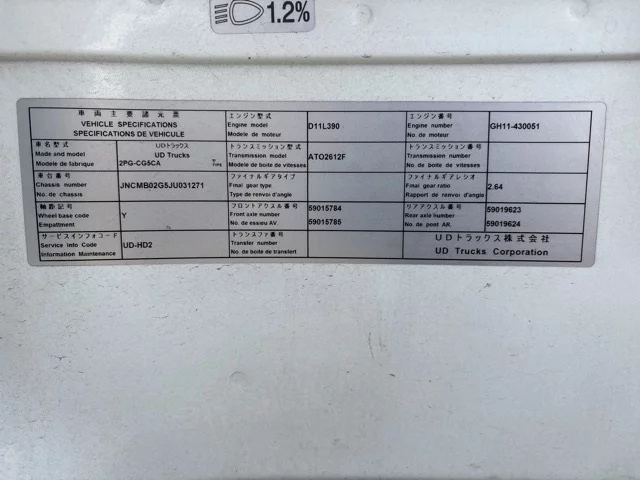 1.2%
車両主要諸元票
VEHICLE SPECIFICATIONS
SPECIFICATIONS DE VEHICULE
エンジン型式
Engine model
Modele de moteur
D11L390
エンジン番号
Engine number
No. de moteur
GH11-430051
車名型式
Made and model
Modele de fabrique
UDトラックス
UD Trucks
2PG-CG5CA
TYPE
トランスミッション型式
Transmission model
Modele de boite de vitesses
ATO2612F
トランスミッション番号
Transmission number
No. de boite de vitesses
車台番号
Chassis number
No. de chassis
JNCMB02G5JU031271
ファイナルギアタイプ
Final gear type
Type de renvoi d'angle
ファイナルギアレシオ
Final gear ratio
Rapport de renvoi d'angle
2.64
軸距記号
Wheel base code
Empattment
Y
フロントアクスル番号
Front axle number
No. de essieu AV.
59015784
59015785
リアアクスル番号
Rear axle number
No. de pont AR.
59019623
59019624
サービスインフォコード
Service info Code
Information Maintenance
UD-HD2
トランスファ番号
Transfer number
No. de boite de transfert
UDトラックス株式会社
UD Trucks Corporation